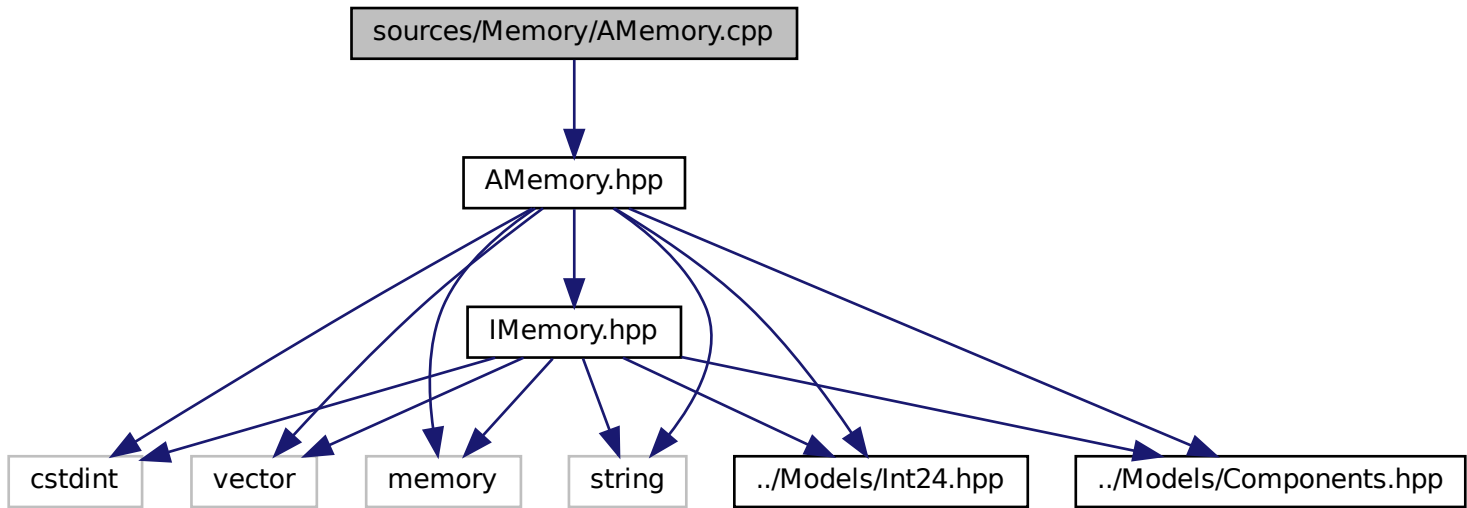 sources/Memory/AMemory.cpp
AMemory.hpp
IMemory.hpp
cstdint
vector
memory
string
../Models/Int24.hpp
../Models/Components.hpp